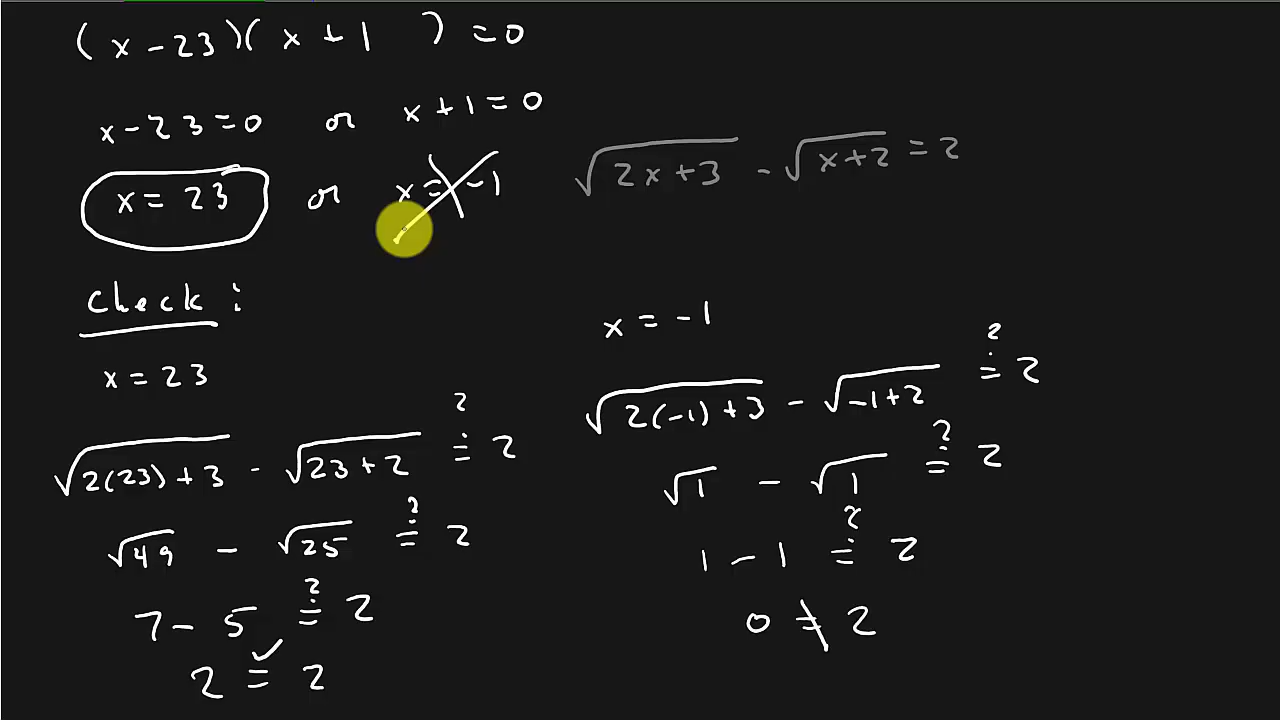 (x-23)(x+1)=0
x-23=0 or x+1=0
x=23 or x=-1
√(2x+3) - √(x+2) = 2
Check:
x=23
√(2(23)+3) - √(23+2) ≟ 2
√49 - √25 ≟ 2
7-5 ≟ 2
2 = 2 ✓
x=-1
√(2(-1)+3) - √(-1+2) ≟ 2
√1 - √1 ≟ 2
1-1 ≟ 2
0 ≠ 2